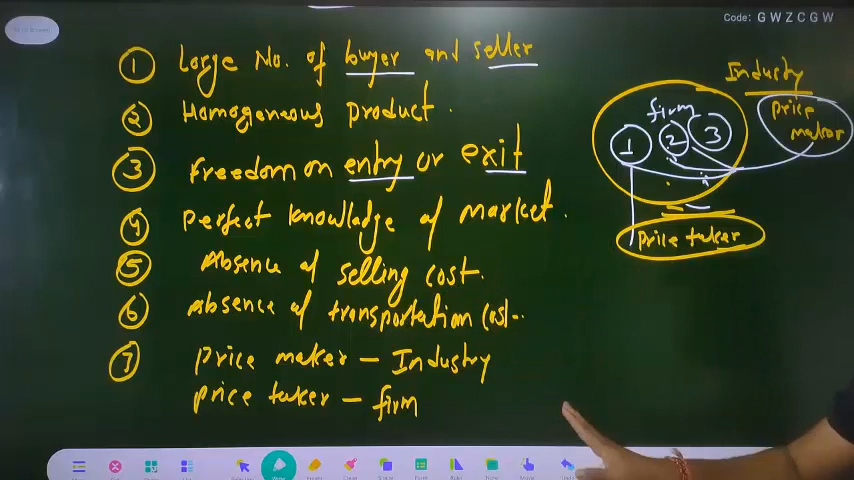 Code: G W Z C G W
① Large No. of buyer and seller
② Homogeneous product.
③ Freedom on entry or exit
④ Perfect knowladge of market.
⑤ Absence of selling cost.
⑥ Absence of transportation cost.
⑦ Price maker - Industry
Price taker - firm
Industry
firm
1 2 3
Price maker
Price taker